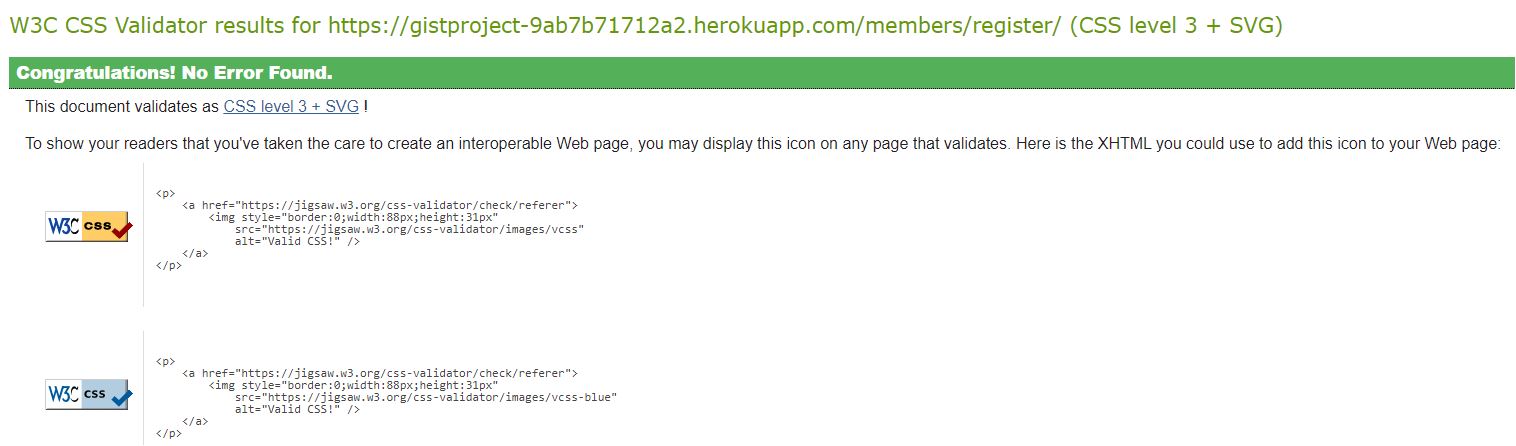 W3C CSS Validator results for https://gistproject-9ab7b71712a2.herokuapp.com/members/register/ (CSS level 3 + SVG)
Congratulations! No Error Found.
This document validates as CSS level 3 + SVG !
To show your readers that you've taken the care to create an interoperable Web page, you may display this icon on any page that validates. Here is the XHTML you could use to add this icon to your Web page:
W3C css
<p>
    <a href="https://jigsaw.w3.org/css-validator/check/referer">
        <img style="border:0;width:88px;height:31px"
            src="https://jigsaw.w3.org/css-validator/images/vcss"
            alt="Valid CSS!" />
    </a>
</p>
W3C css
<p>
    <a href="https://jigsaw.w3.org/css-validator/check/referer">
        <img style="border:0;width:88px;height:31px"
            src="https://jigsaw.w3.org/css-validator/images/vcss-blue"
            alt="Valid CSS!" />
    </a>
</p>